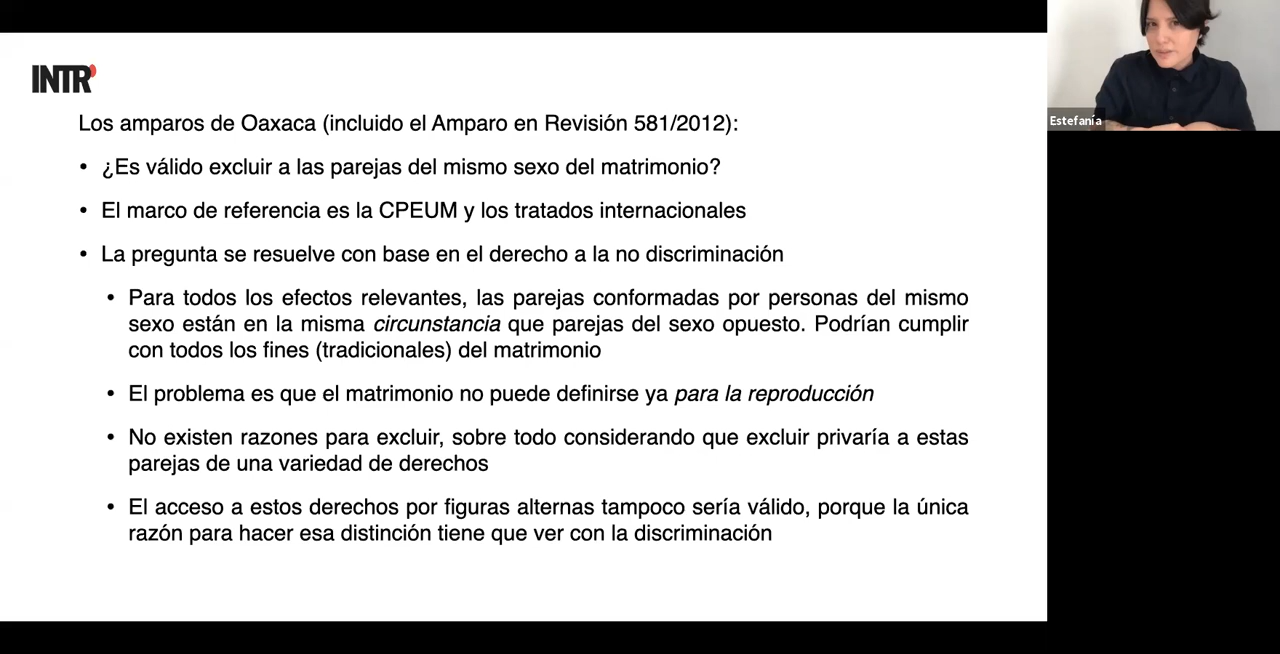 INTR'
Los amparos de Oaxaca (incluido el Amparo en Revisión 581/2012):
• ¿Es válido excluir a las parejas del mismo sexo del matrimonio?
• El marco de referencia es la CPEUM y los tratados internacionales
• La pregunta se resuelve con base en el derecho a la no discriminación
• Para todos los efectos relevantes, las parejas conformadas por personas del mismo
sexo están en la misma circunstancia que parejas del sexo opuesto. Podrían cumplir
con todos los fines (tradicionales) del matrimonio
• El problema es que el matrimonio no puede definirse ya para la reproducción
• No existen razones para excluir, sobre todo considerando que excluir privaría a estas
parejas de una variedad de derechos
• El acceso a estos derechos por figuras alternas tampoco sería válido, porque la única
razón para hacer esa distinción tiene que ver con la discriminación
Estefanía